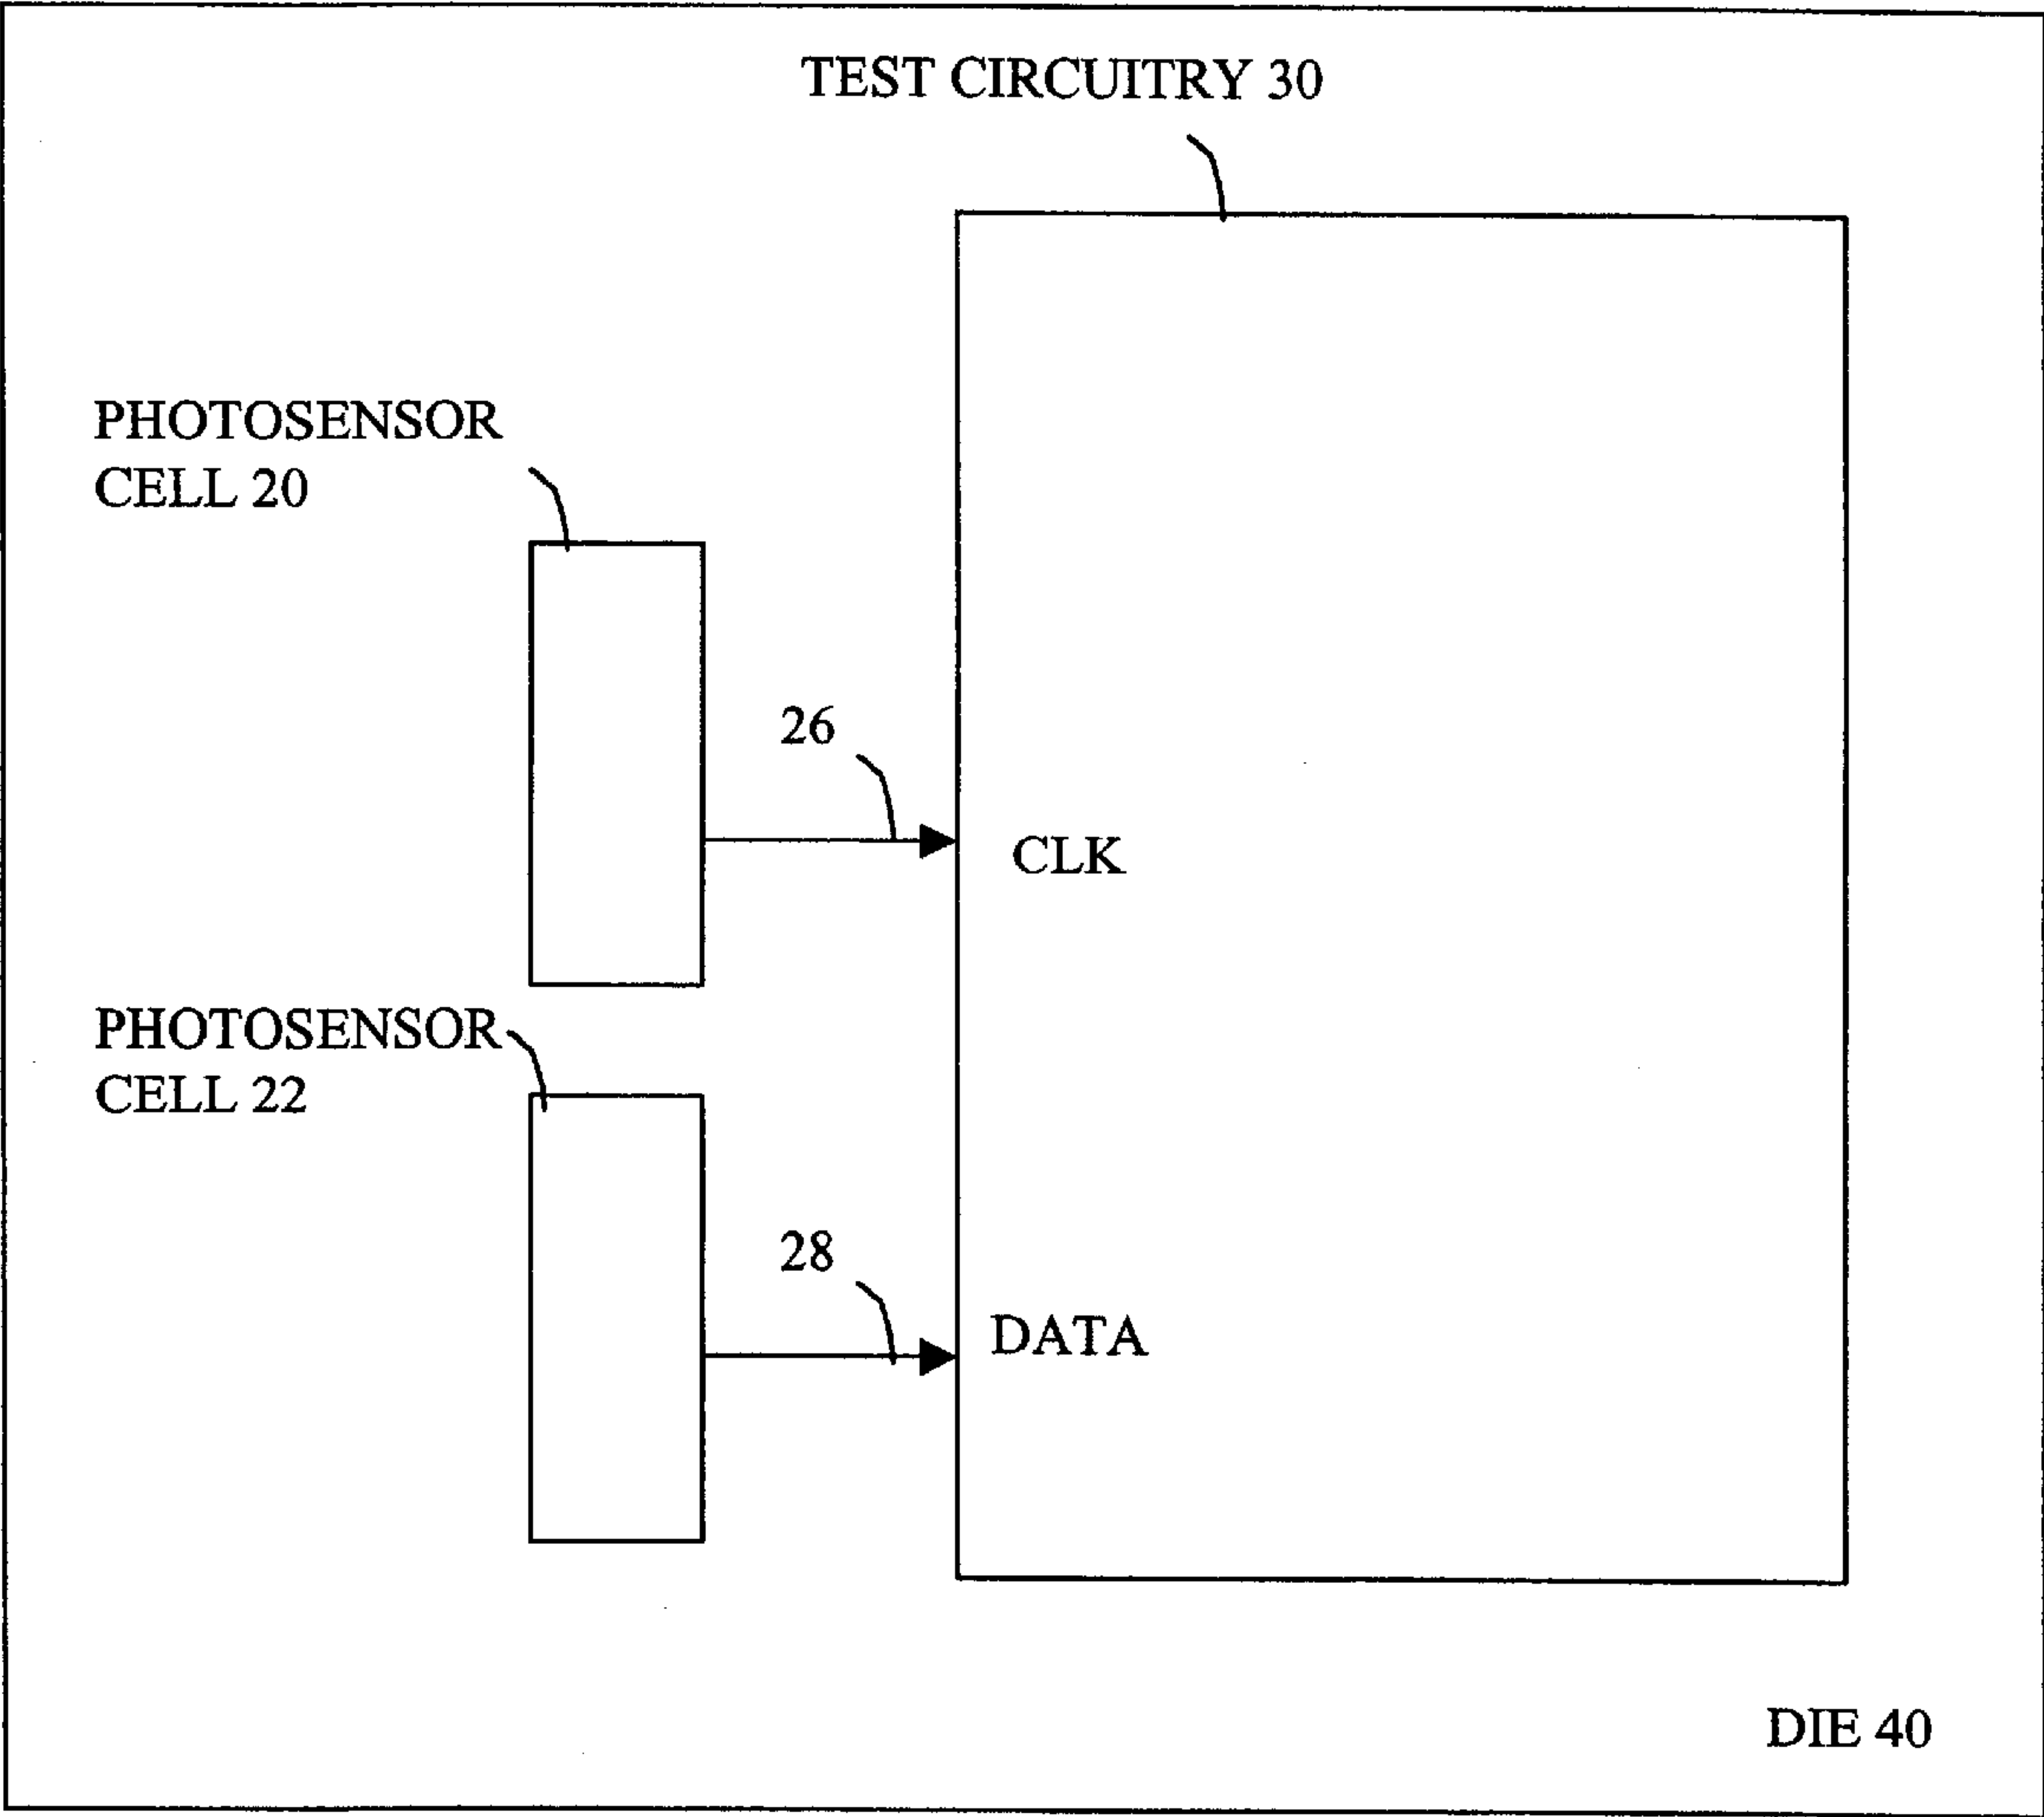 TEST CIRCUITRY 30
PHOTOSENSOR
CELL 20
26
CLK
PHOTOSENSOR
CELL 22
28
DATA
DIE 40